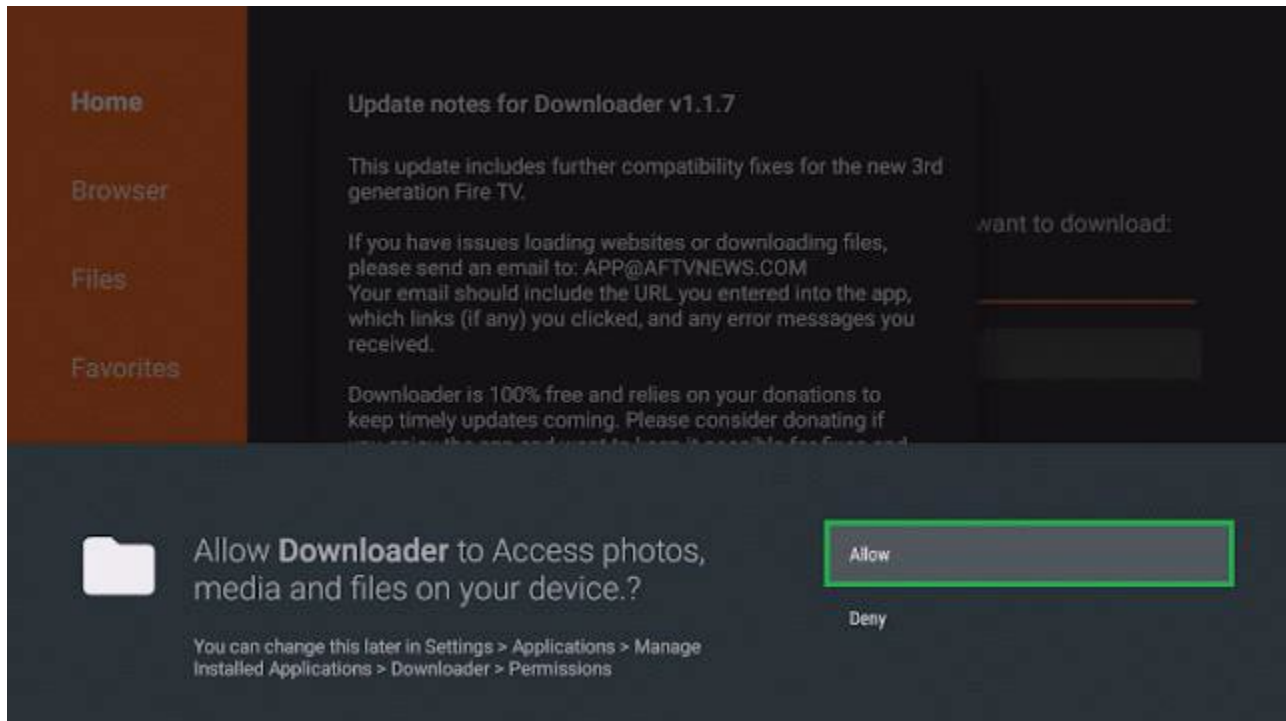 Home
Browser
Files
Favorites
Update notes for Downloader v1.1.7
This update includes further compatibility fixes for the new 3rd
generation Fire TV.
If you have issues loading websites or downloading files,
please send an email to: APP@AFTVNEWS.COM
Your email should include the URL you entered into the app,
which links (if any) you clicked, and any error messages you
received.
Downloader is 100% free and relies on your donations to
keep timely updates coming. Please consider donating if
want to download:
Allow Downloader to Access photos,
media and files on your device.?
You can change this later in Settings > Applications > Manage
Installed Applications > Downloader > Permissions
Allow
Deny